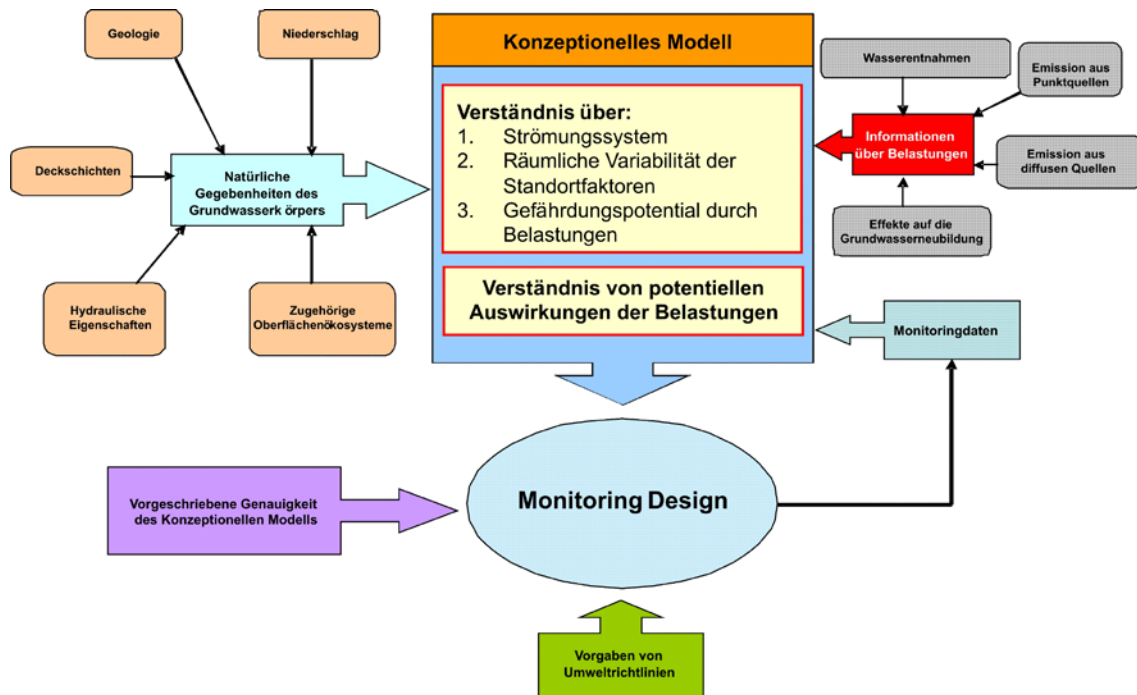 Geologie
Niederschlag
Deckschichten
Natürliche
Gegebenheiten des
Grundwasserk örpers
Hydraulische
Eigenschaften
Zugehörige
Oberflächenökosysteme
Konzeptionelles Modell
Verständnis über:
1. Strömungssystem
2. Räumliche Variabilität der
Standortfaktoren
3. Gefährdungspotential durch
Belastungen
Verständnis von potentiellen
Auswirkungen der Belastungen
Wasserentnahmen
Emission aus
Punktquellen
Informationen
über Belastungen
Emission aus
diffusen Quellen
Effekte auf die
Grundwasserneubildung
Monitoringdaten
Vorgeschriebene Genauigkeit
des Konzeptionellen Modells
Monitoring Design
Vorgaben von
Umweltrichtlinien